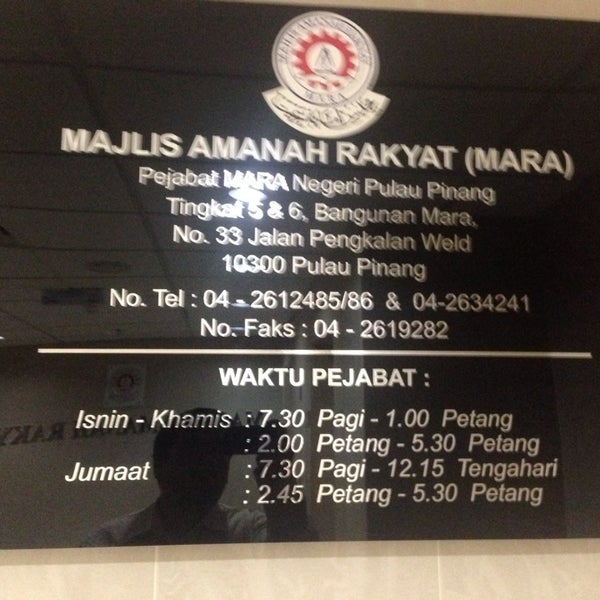 MARA
MAJLIS AMANAH RAKYAT (MARA)
Pejabat MARA Negeri Pulau Pinang
Tingkat 5 & 6, Bangunan Mara,
No. 33 Jalan Pengkalan Weld
10300 Pulau Pinang
No. Tel : 04 - 2612485/86 & 04-2634241
No. Faks : 04 - 2619282
WAKTU PEJABAT :
Isnin - Khamis : 7.30 Pagi - 1.00 Petang
: 2.00 Petang - 5.30 Petang
Jumaat : 7.30 Pagi - 12.15 Tengahari
: 2.45 Petang - 5.30 Petang